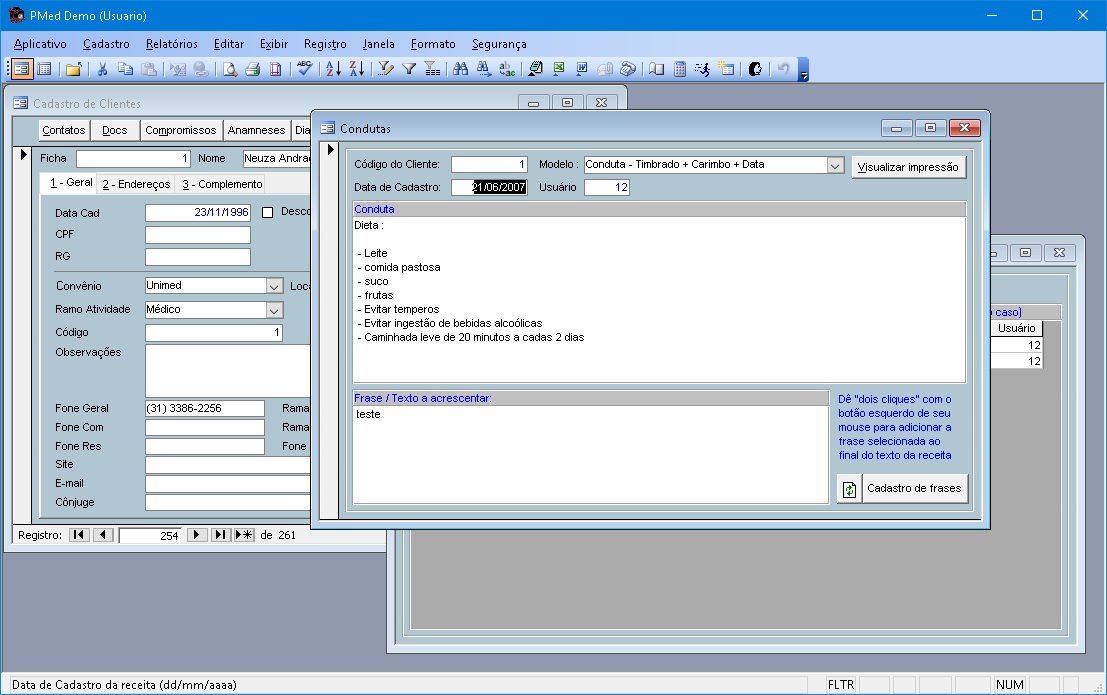 PMed Demo (Usuario)
Aplicativo Cadastro Relatórios Editar Exibir Registro Janela Formato Segurança
Cadastro de Clientes
Contatos Docs Compromissos Anamneses Dia
Ficha 1 Nome Neuza Andra
1 - Geral 2 - Endereços 3 - Complemento
Data Cad 23/11/1996 Desco
CPF
RG
Convênio Unimed Loca
Ramo Atividade Médico
Código 1
Observações
Fone Geral (31) 3386-2256 Rama
Fone Com Rama
Fone Res Fone
Site
E-mail
Cônjuge
Registro: 254 de 261
Condutas
Código do Cliente: 1 Modelo : Conduta - Timbrado + Carimbo + Data Visualizar impressão
Data de Cadastro: 21/06/2007 Usuário 12
Conduta
Dieta :
- Leite
- comida pastosa
- suco
- frutas
- Evitar temperos
- Evitar ingestão de bebidas alcoólicas
- Caminhada leve de 20 minutos a cadas 2 dias
Frase / Texto a acrescentar:
teste
Dê "dois cliques" com o
botão esquerdo de seu
mouse para adicionar a
frase selecionada ao
final do texto da receita
Cadastro de frases
caso)
Usuário
12
12
Data de Cadastro da receita (dd/mm/aaaa) FLTR NUM